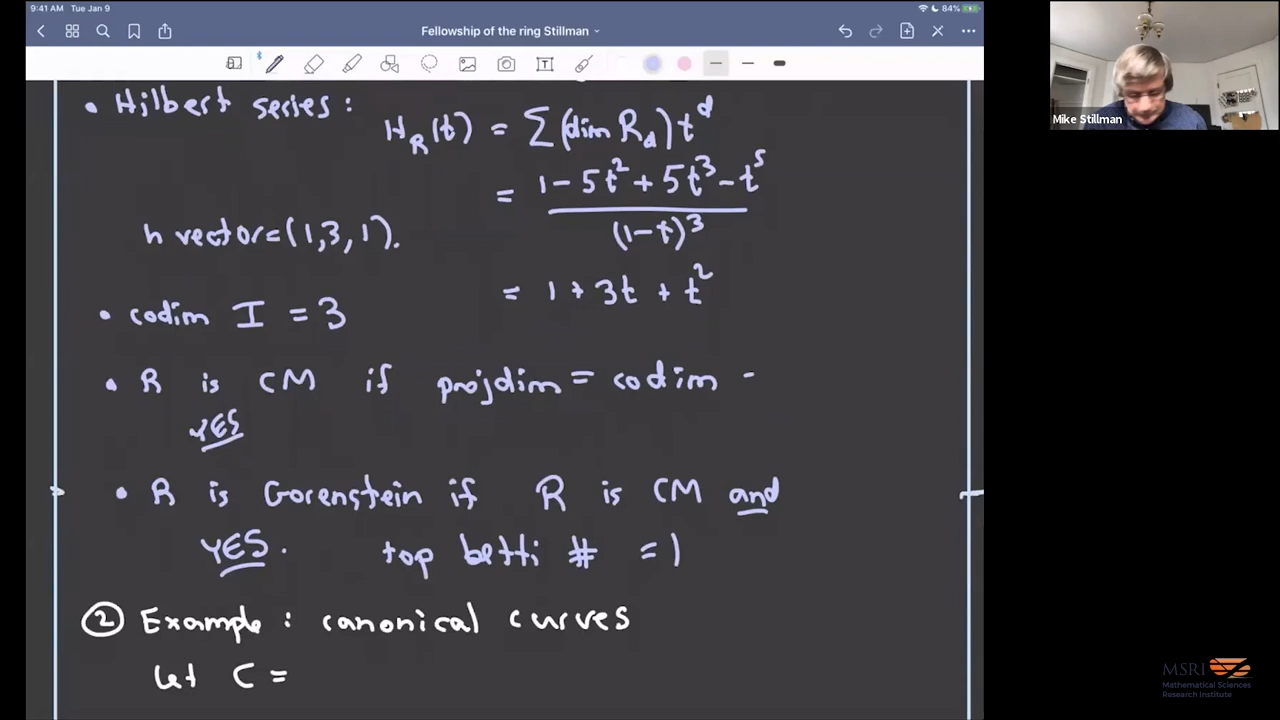 9:41 AM Tue Jan 9
84%
Fellowship of the ring Stillman
• Hilbert series : H_R(t) = Σ (dim R_d) t^d
= (1 - 5t^2 + 5t^3 - t^5) / (1-t)^3
h vector = (1,3,1).
= 1 + 3t + t^2
• codim I = 3
• R is CM if projdim = codim -
YES
• R is Gorenstein if R is CM and
YES. top betti # = 1
② Example : canonical curves
Let C =
Mike Stillman
MSRI
Mathematical Sciences
Research Institute